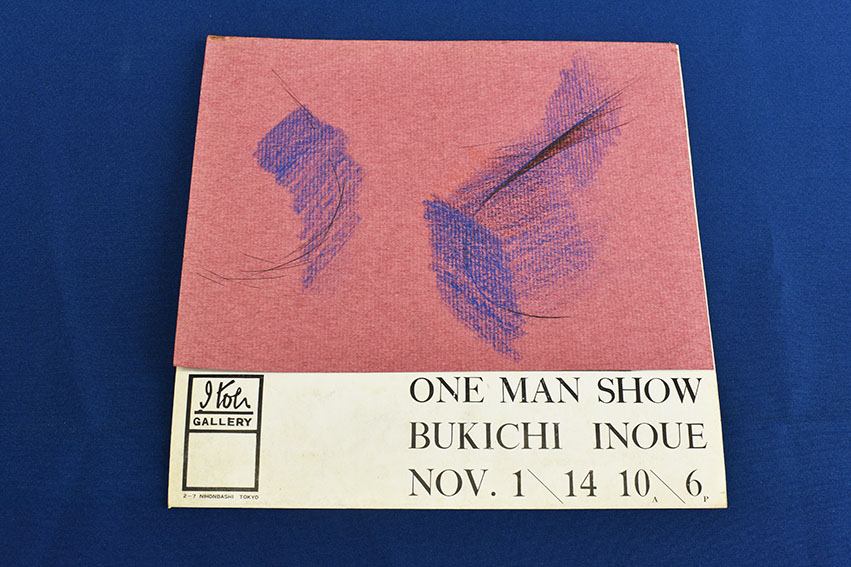 ONE MAN SHOW
BUKICHI INOUE
NOV. 1\14 10A\6P
Itoh
GALLERY
2-7 NIHONBASHI TOKYO